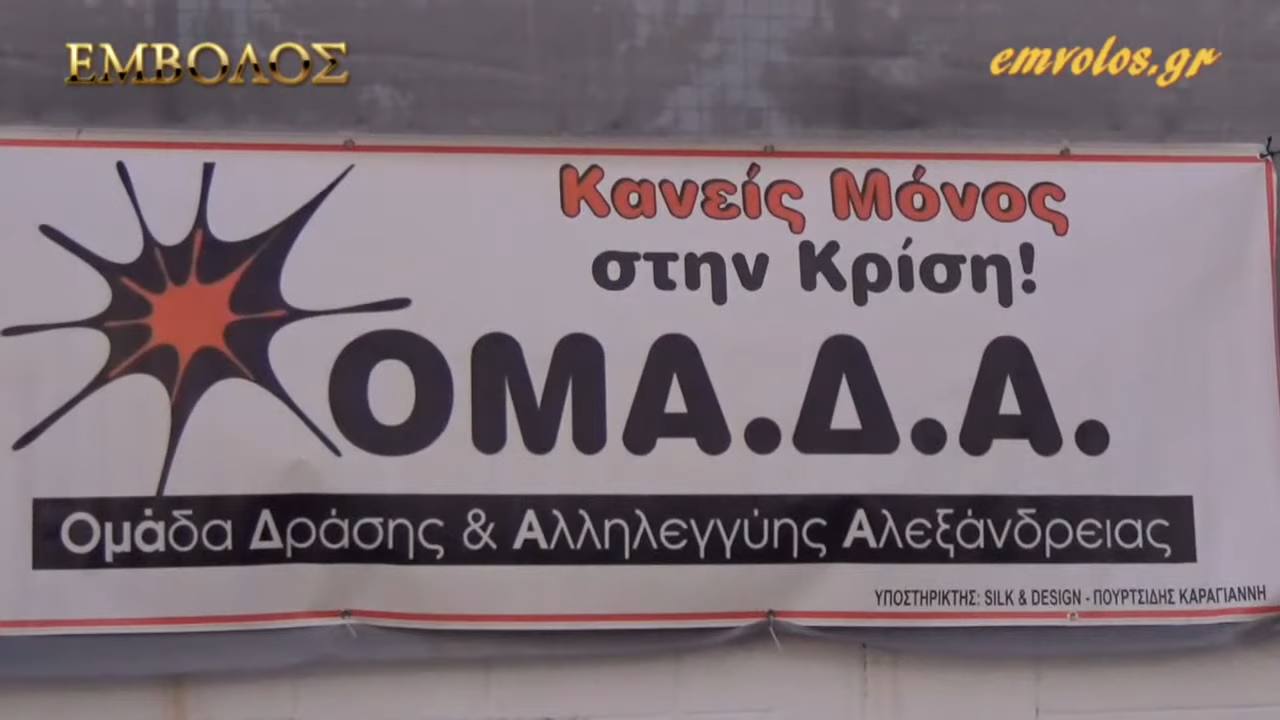 ΕΜΒΟΛΟΣ
emvolos.gr
Κανείς Μόνος
στην Κρίση!
ΟΜΑ.Δ.Α.
Ομάδα Δράσης & Αλληλεγγύης Αλεξάνδρειας
ΥΠΟΣΤΗΡΙΚΤΗΣ: SILK & DESIGN - ΠΟΥΡΤΣΙΔΗΣ ΚΑΡΑΓΙΑΝΝΗ